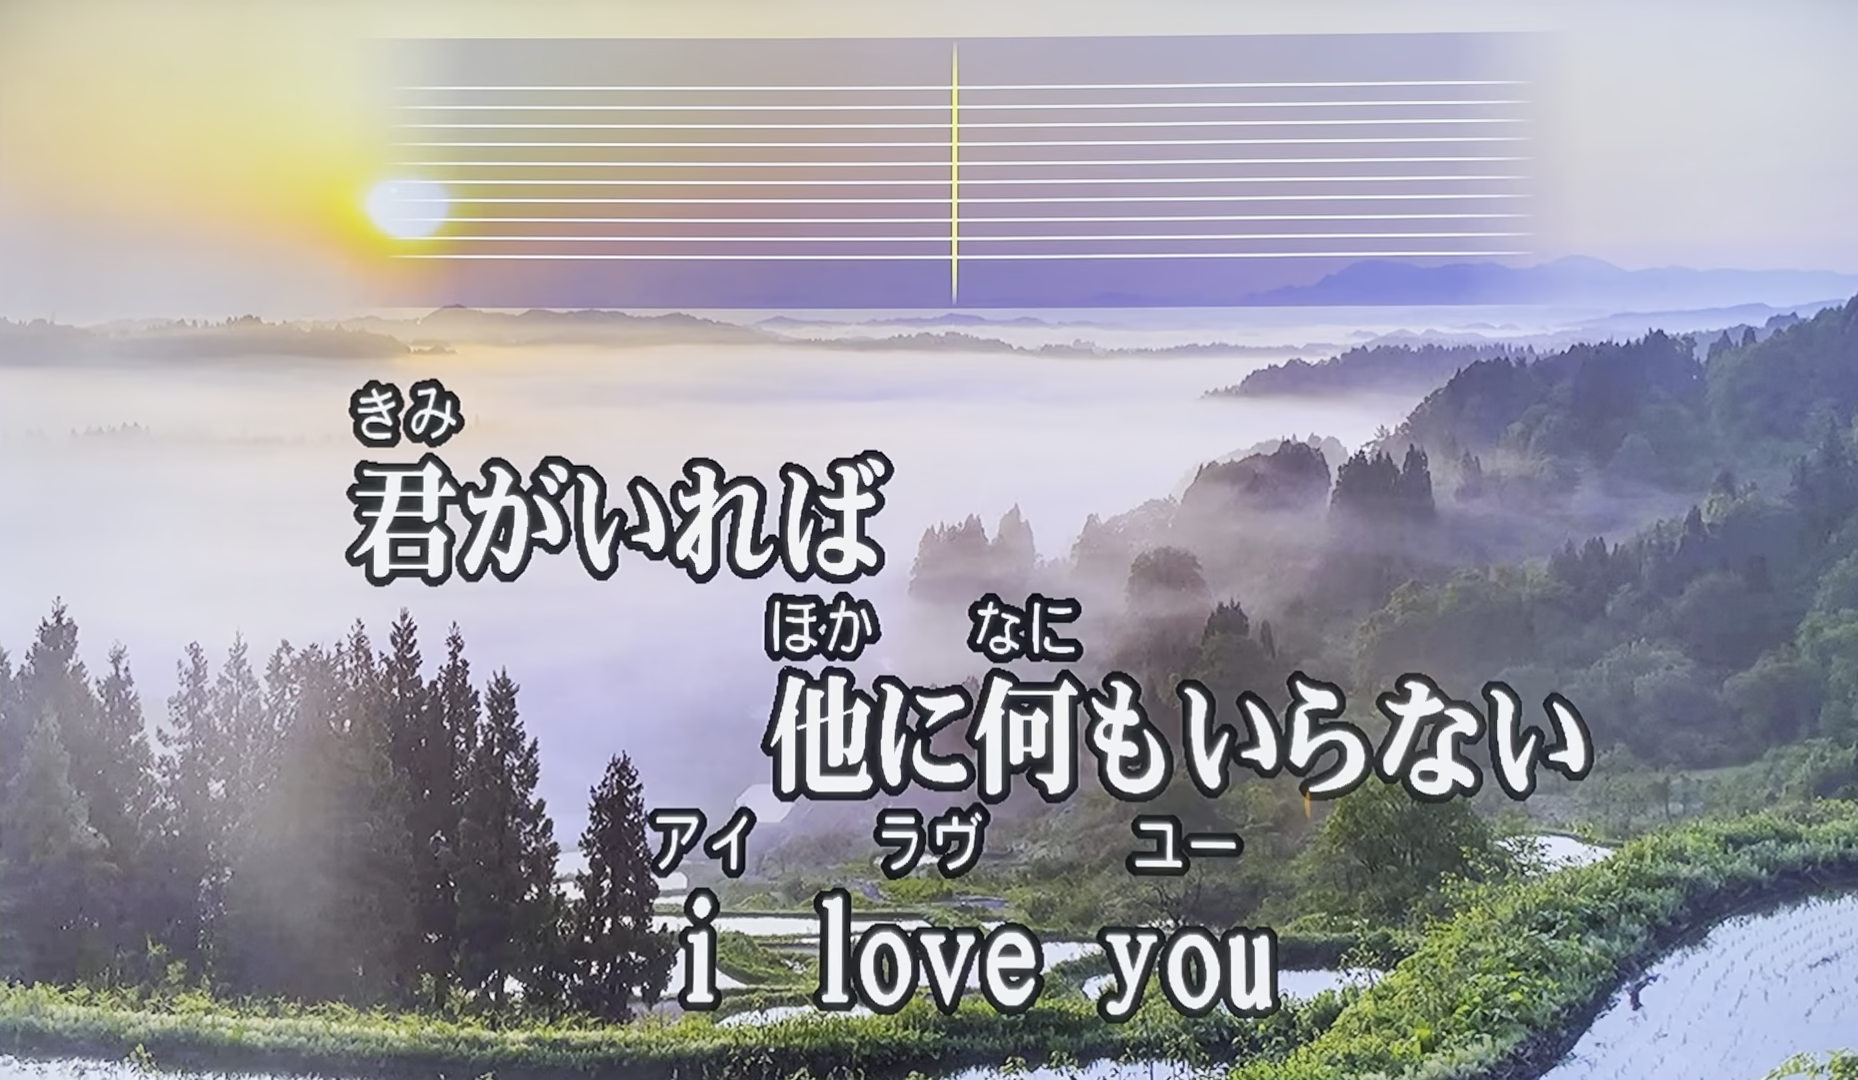 きみ
君がいれば
ほか なに
他に何もいらない
アイ ラヴ ユー
i love you